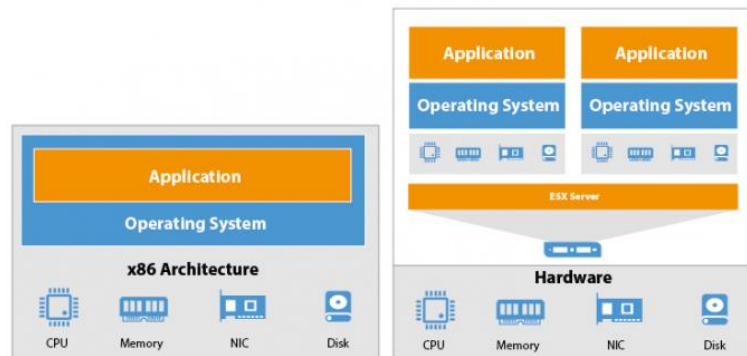 Application
Operating System
x86 Architecture
CPU Memory NIC Disk
Application Application
Operating System Operating System
ESX Server
Hardware
CPU Memory NIC Disk